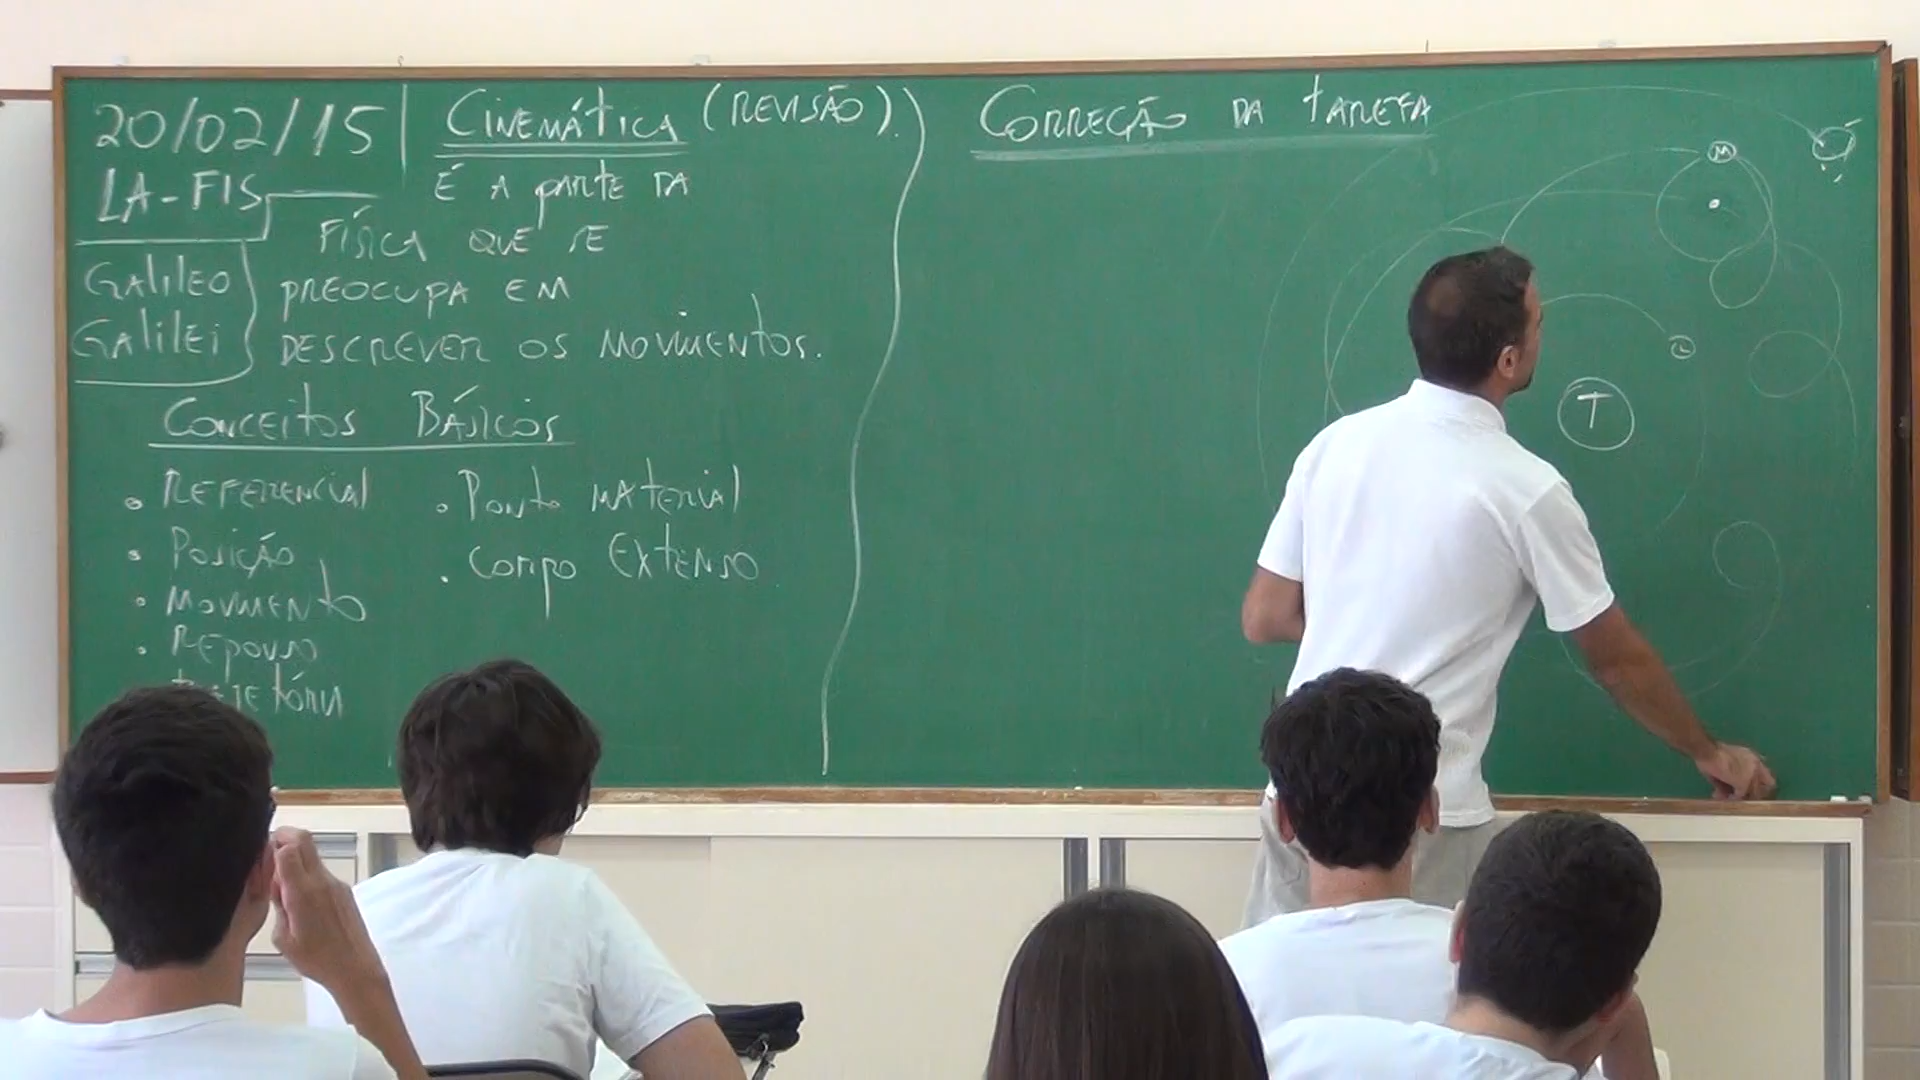 20/02/15
LA-FIS
GALILEO
GALILEI
CINEMÁTICA (REVISÃO).
É A PARTE DA
FÍSICA QUE SE
PREOCUPA EM
DESCREVER OS MOVIMENTOS.
CONCEITOS BÁSICOS
• REFERENCIAL
• POSIÇÃO
• MOVIMENTO
• REPOUSO
TRAJETÓRIA
• PONTO MATERIAL
• CORPO EXTENSO
CORREÇÃO DA TAREFA
M
L
T